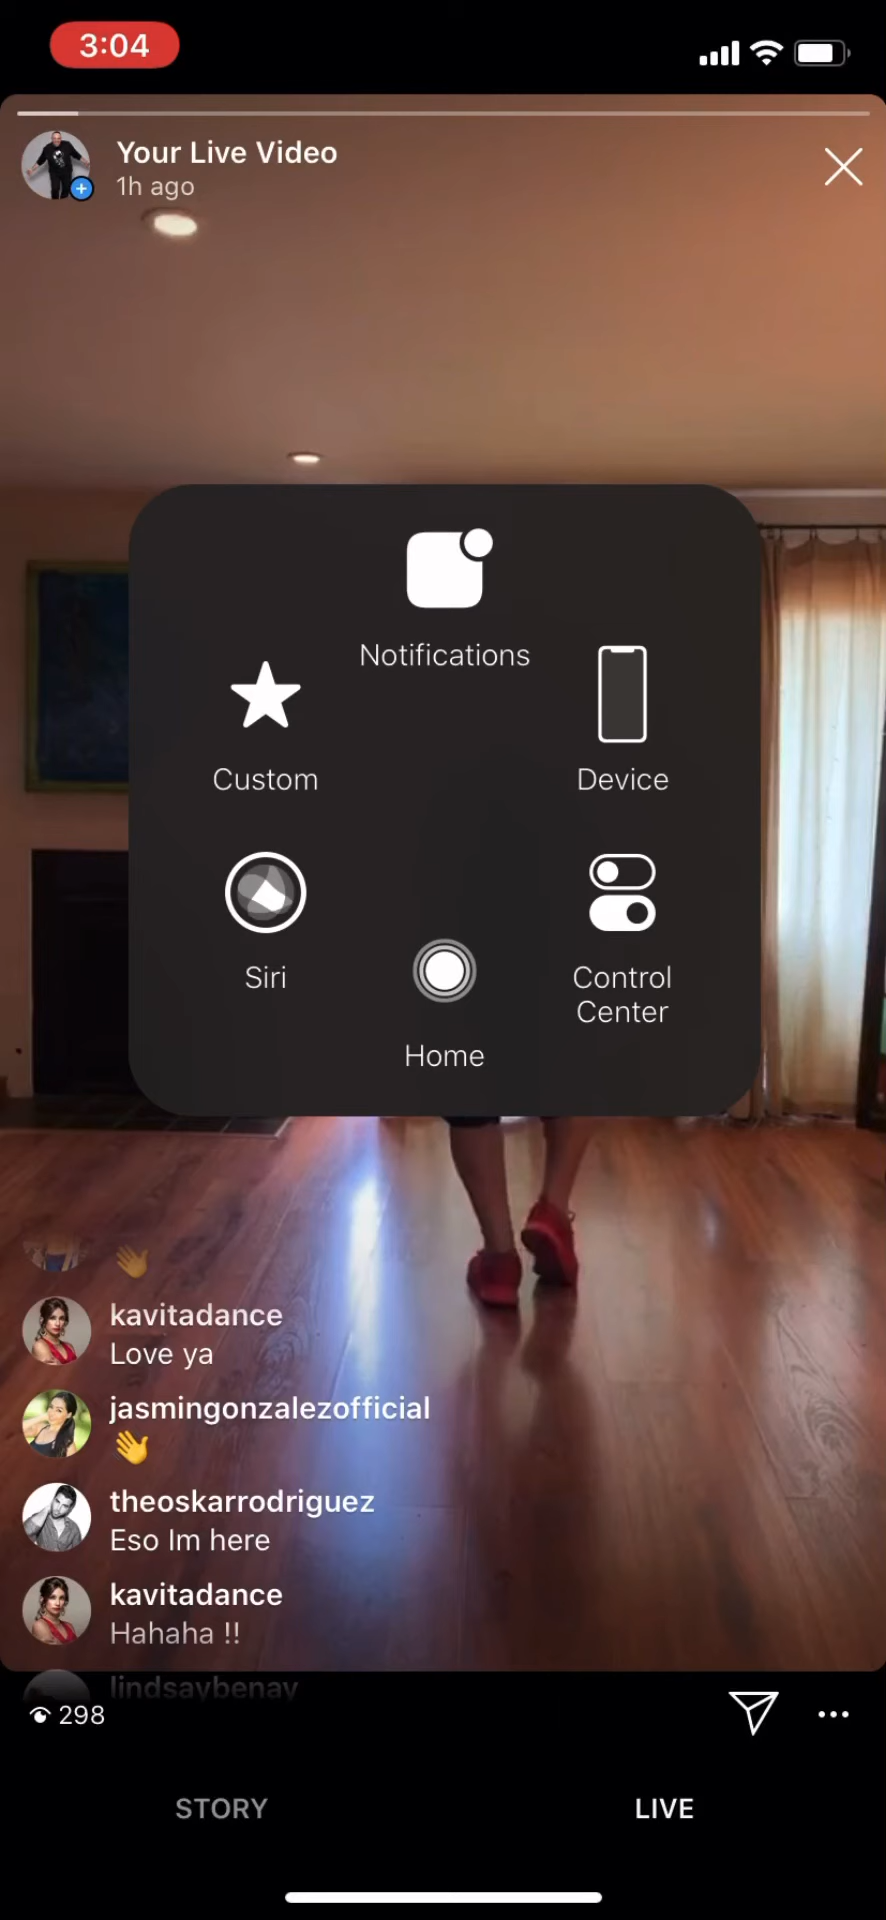 3:04
Your Live Video
1h ago
Notifications
Custom
Device
Siri
Control
Center
Home
👋
kavitadance
Love ya
jasmingonzalezofficial
👋
theoskarrodriguez
Eso Im here
kavitadance
Hahaha !!
lindsaybenay
298
STORY
LIVE